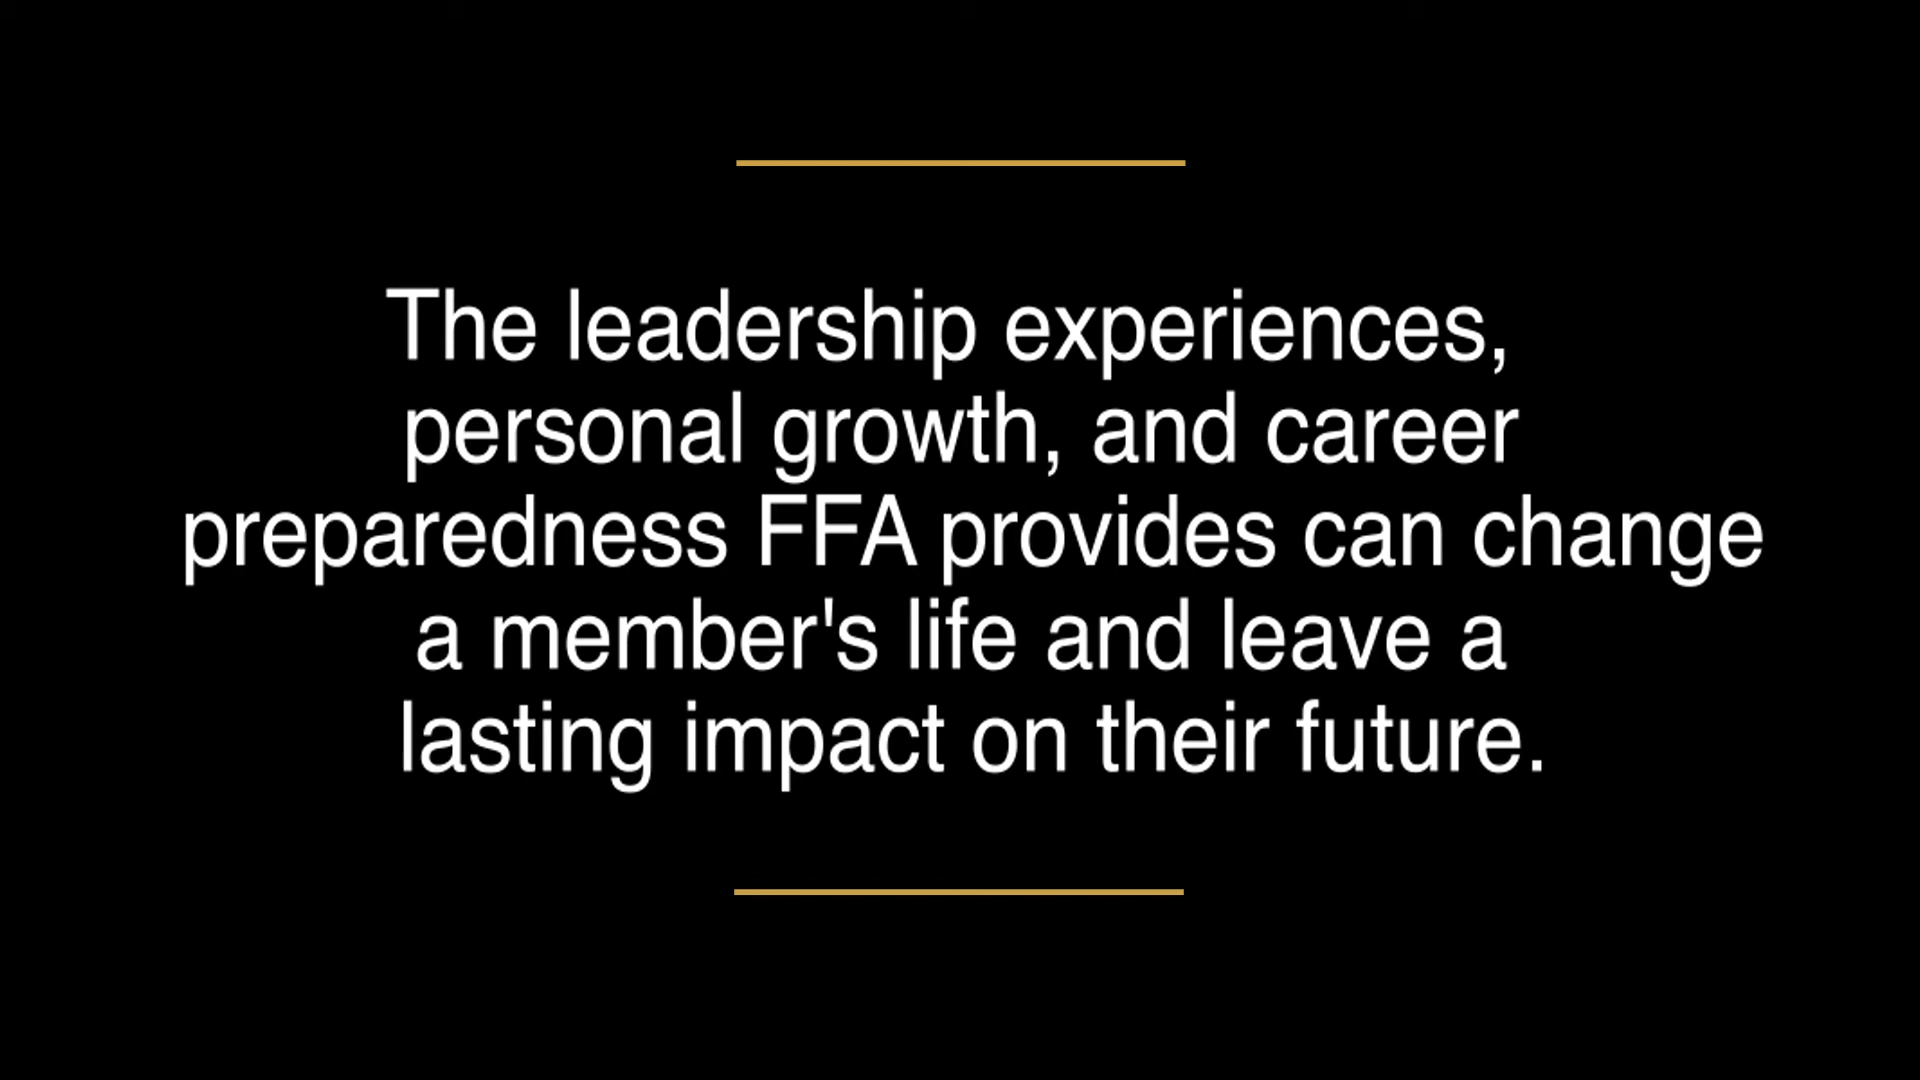 The leadership experiences,
personal growth, and career
preparedness FFA provides can change
a member's life and leave a
lasting impact on their future.